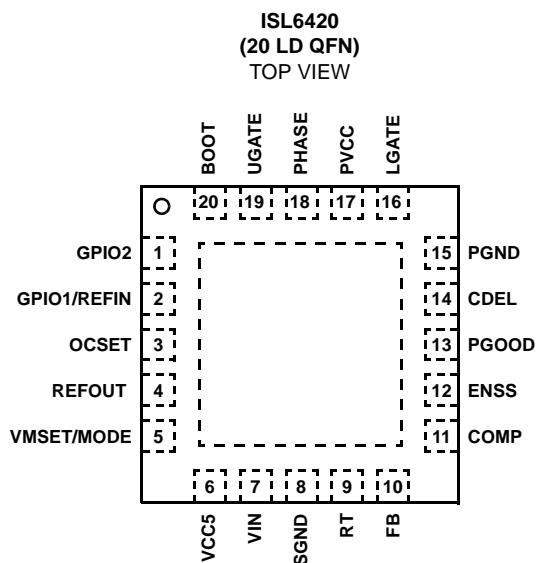 ISL6420
(20 LD QFN)
TOP VIEW
BOOT
UGATE
PHASE
PVCC
LGATE
20 19 18 17 16
GPIO2 1
GPIO1/REFIN 2
OCSET 3
REFOUT 4
VMSET/MODE 5
15 PGND
14 CDEL
13 PGOOD
12 ENSS
11 COMP
6 7 8 9 10
VCC5
VIN
SGND
RT
FB